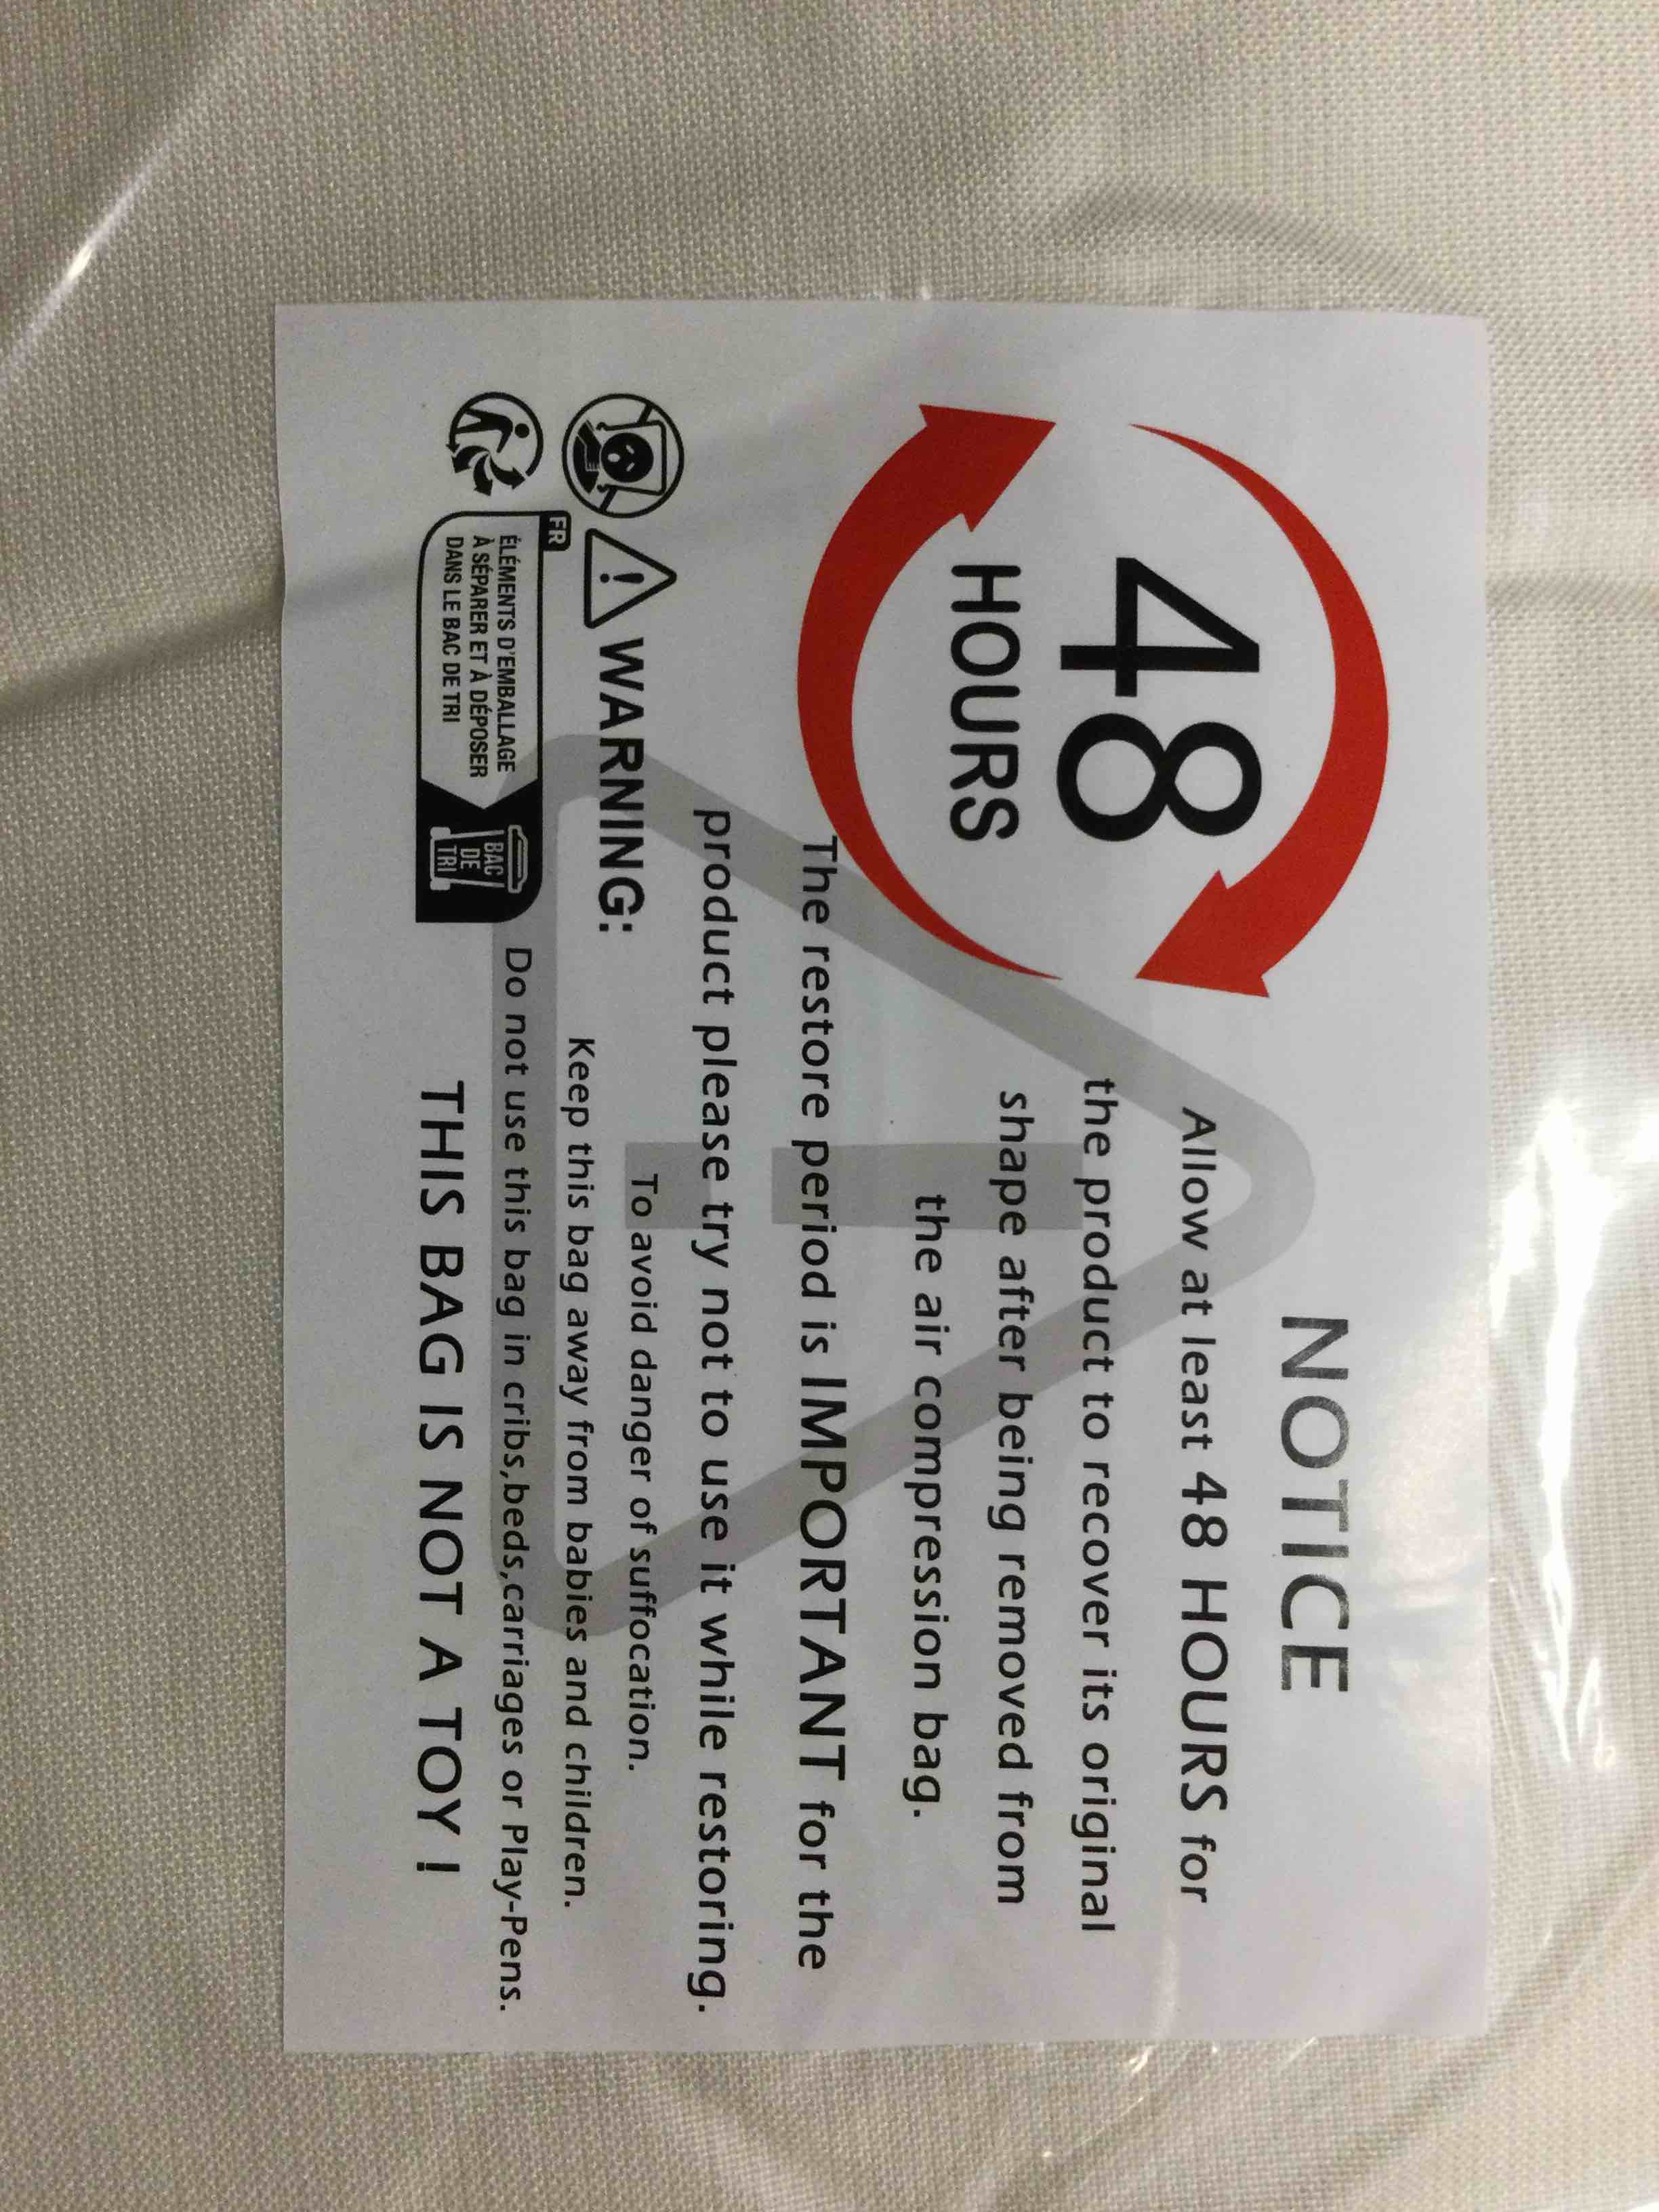 NOTICE
48
HOURS
Allow at least 48 HOURS for
the product to recover its original
shape after being removed from
the air compression bag.
The restore period is IMPORTANT for the
product please try not to use it while restoring.
WARNING:
To avoid danger of suffocation.
Keep this bag away from babies and children.
Do not use this bag in cribs,beds,carriages or Play-Pens.
THIS BAG IS NOT A TOY !
FR
ÉLÉMENTS D'EMBALLAGE
À SÉPARER ET À DÉPOSER
DANS LE BAC DE TRI
BAC
DE
TRI